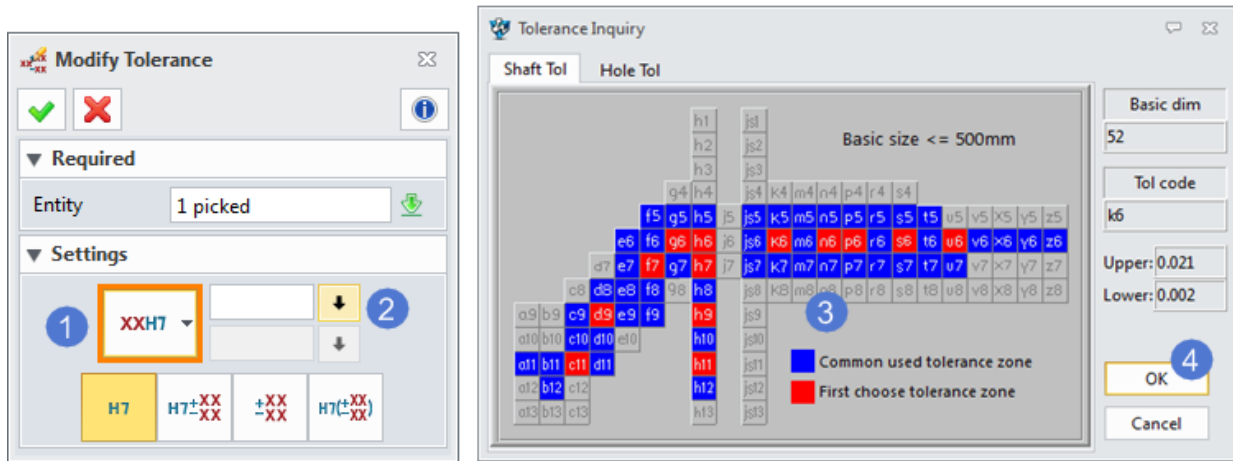 Modify Tolerance
Required
Entity 1 picked
Settings
1 XXH7 2
H7 H7±XX XX ±XX XX H7(±XX XX)
Tolerance Inquiry
Shaft Tol Hole Tol
h1 js1
h2 js2
h3 js3
g4 h4 js4 k4 m4 n4 p4 r4 s4
f5 g5 h5 j5 js5 k5 m5 n5 p5 r5 s5 t5 u5 v5 x5 y5 z5
e6 f6 g6 h6 j6 js6 k6 m6 n6 p6 r6 s6 t6 u6 v6 x6 y6 z6
d7 e7 f7 g7 h7 j7 js7 k7 m7 n7 p7 r7 s7 t7 u7 v7 x7 y7 z7
c8 d8 e8 f8 g8 h8 js8 k8 m8 p8 r8 s8 t8 u8 v8 x8 y8 z8
a9 b9 c9 d9 e9 f9 h9 js9
a10 b10 c10 d10 e10 h10 js10
a11 b11 c11 d11 h11 js11
a12 b12 c12 h12 js12
a13 b13 c13 h13 js13
Basic size <= 500mm
3
Common used tolerance zone
First choose tolerance zone
Basic dim
52
Tol code
k6
Upper: 0.021
Lower: 0.002
OK 4
Cancel